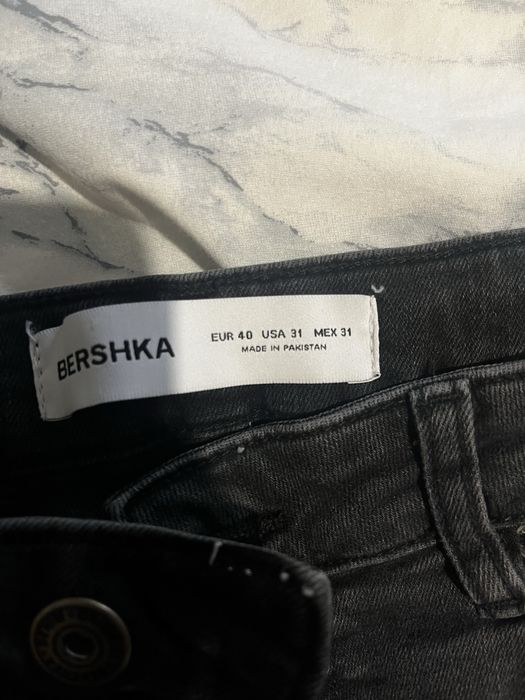 BERSHKA
EUR 40 USA 31 MEX 31
MADE IN PAKISTAN